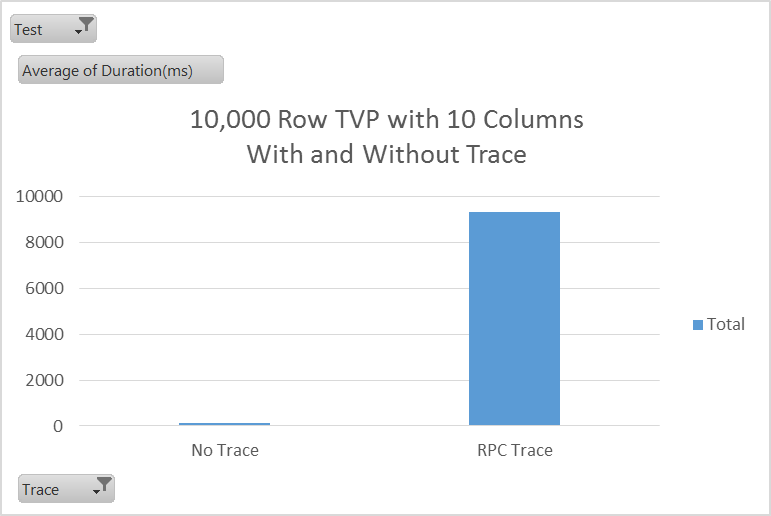 Test
Average of Duration(ms)
10,000 Row TVP with 10 Columns
With and Without Trace
10000
8000
6000
4000
2000
0
No Trace
RPC Trace
Total
Trace